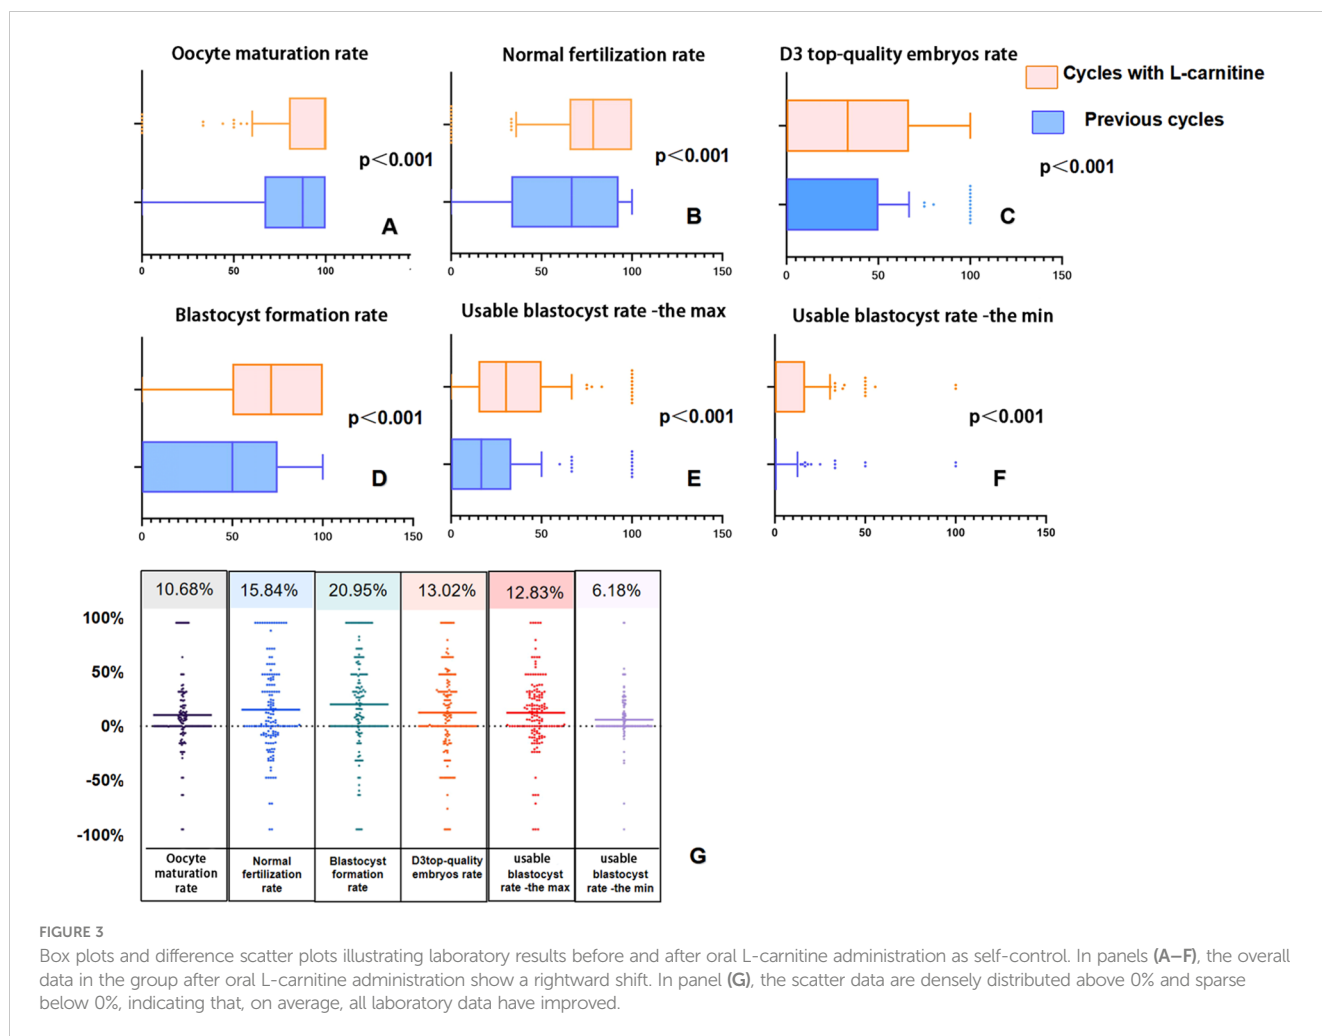 Oocyte maturation rate
p<0.001
A
0 50 100
Normal fertilization rate
p<0.001
B
0 50 100 150
D3 top-quality embryos rate
Cycles with L-carnitine
Previous cycles
p<0.001
C
0 50 100 150
Blastocyst formation rate
p<0.001
D
0 50 100 150
Usable blastocyst rate -the max
p<0.001
E
0 50 100 150
Usable blastocyst rate -the min
p<0.001
F
0 50 100 150
10.68% 15.84% 20.95% 13.02% 12.83% 6.18%
100%
50%
0%
-50%
-100%
Oocyte
maturation
rate
Normal
fertilization
rate
Blastocyst
formation
rate
D3top-quality
embryos rate
usable
blastocyst
rate -the max
usable
blastocyst
rate -the min
G
FIGURE 3
Box plots and difference scatter plots illustrating laboratory results before and after oral L-carnitine administration as self-control. In panels (A–F), the overall
data in the group after oral L-carnitine administration show a rightward shift. In panel (G), the scatter data are densely distributed above 0% and sparse
below 0%, indicating that, on average, all laboratory data have improved.